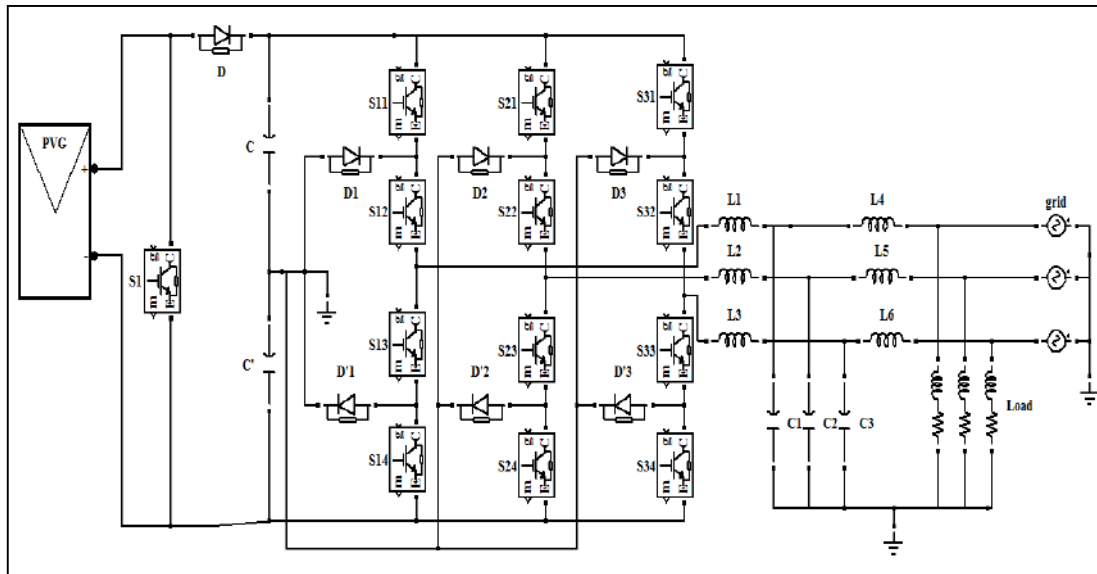 D
S11
S21
S31
g C
m E
PVG
+
-
C
D1
D2
D3
S12
S22
S32
L1
L4
grid
L2
L5
S1
L3
L6
S13
S23
S33
C'
D'1
D'2
D'3
Load
C1
C2
C3
S14
S24
S34